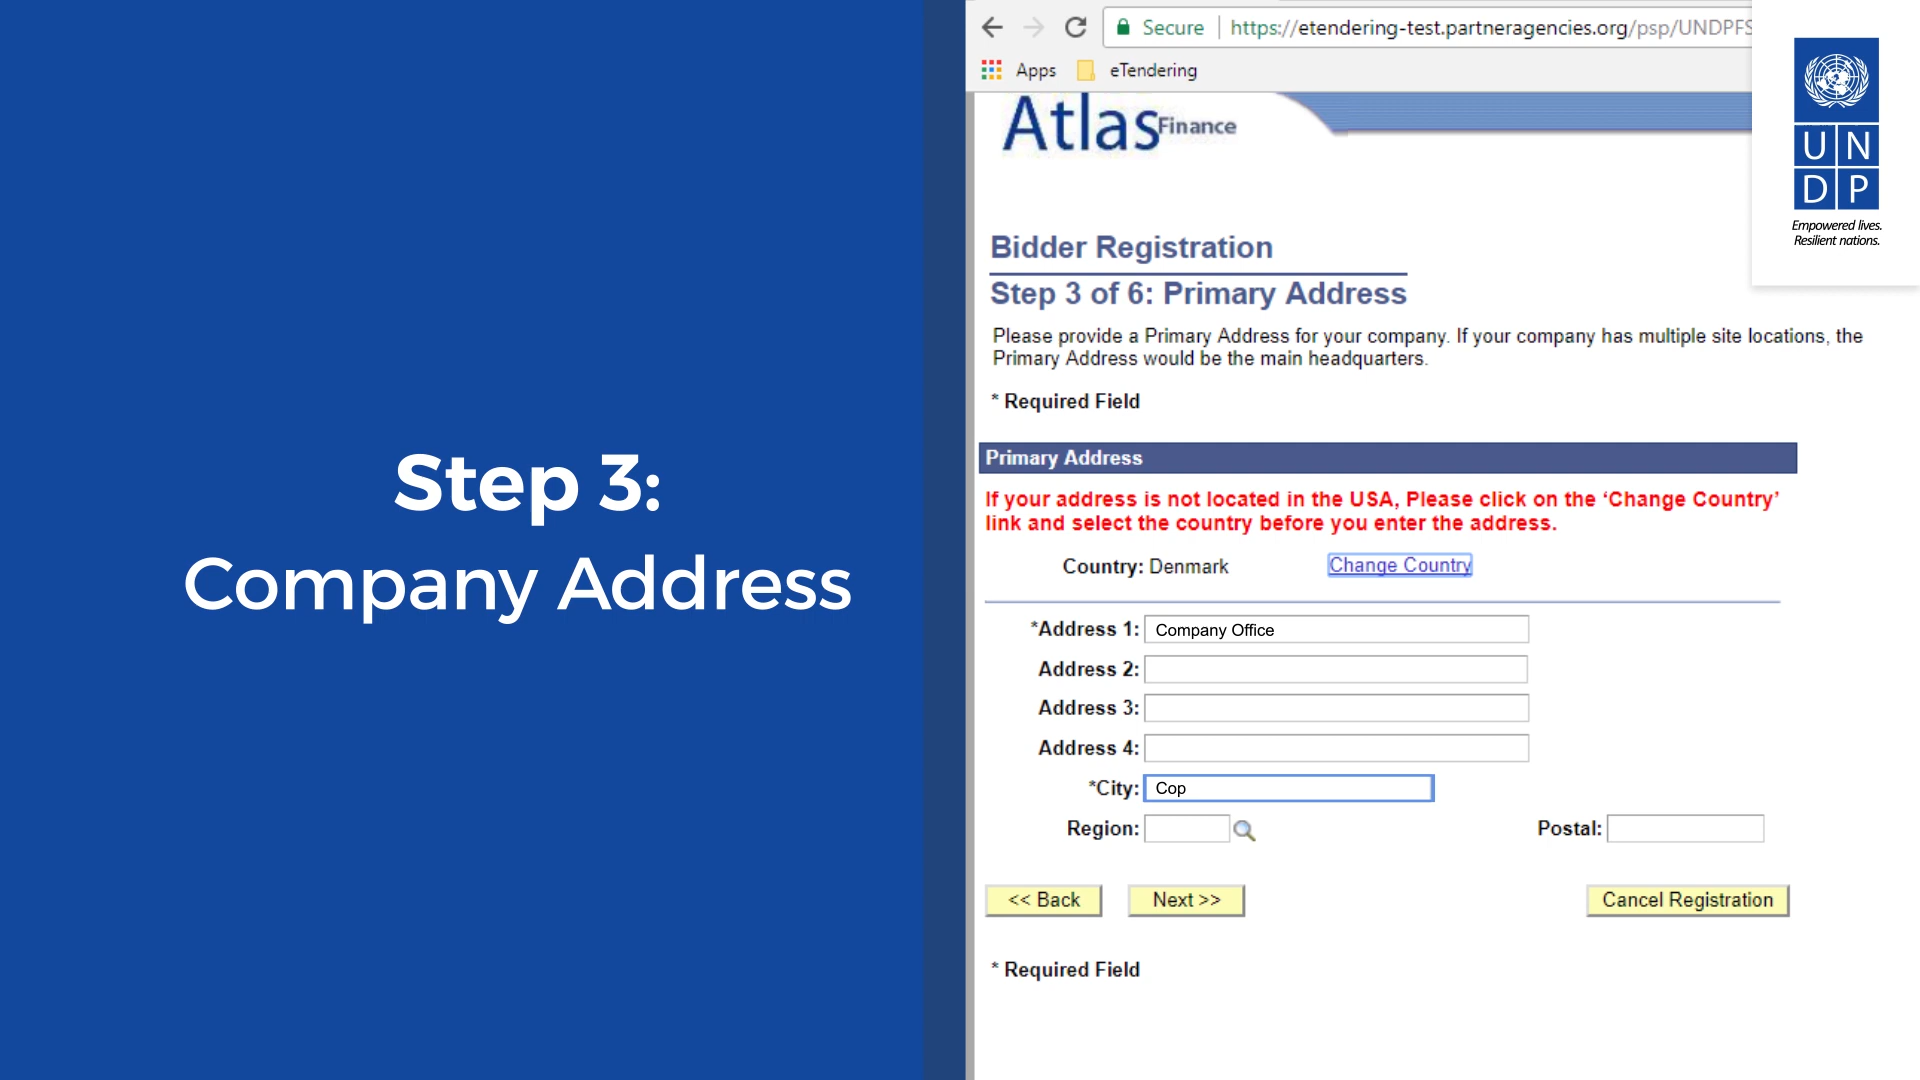 Step 3:
Company Address
Secure
https://etendering-test.partneragencies.org/psp/UNDPFS
Apps
eTendering
Atlas Finance
UN
DP
Empowered lives.
Resilient nations.
Bidder Registration
Step 3 of 6: Primary Address
Please provide a Primary Address for your company. If your company has multiple site locations, the
Primary Address would be the main headquarters.
* Required Field
Primary Address
If your address is not located in the USA, Please click on the ‘Change Country’
link and select the country before you enter the address.
Country: Denmark Change Country
*Address 1: Company Office
Address 2:
Address 3:
Address 4:
*City: Cop
Region: Postal:
<< Back Next >> Cancel Registration
* Required Field